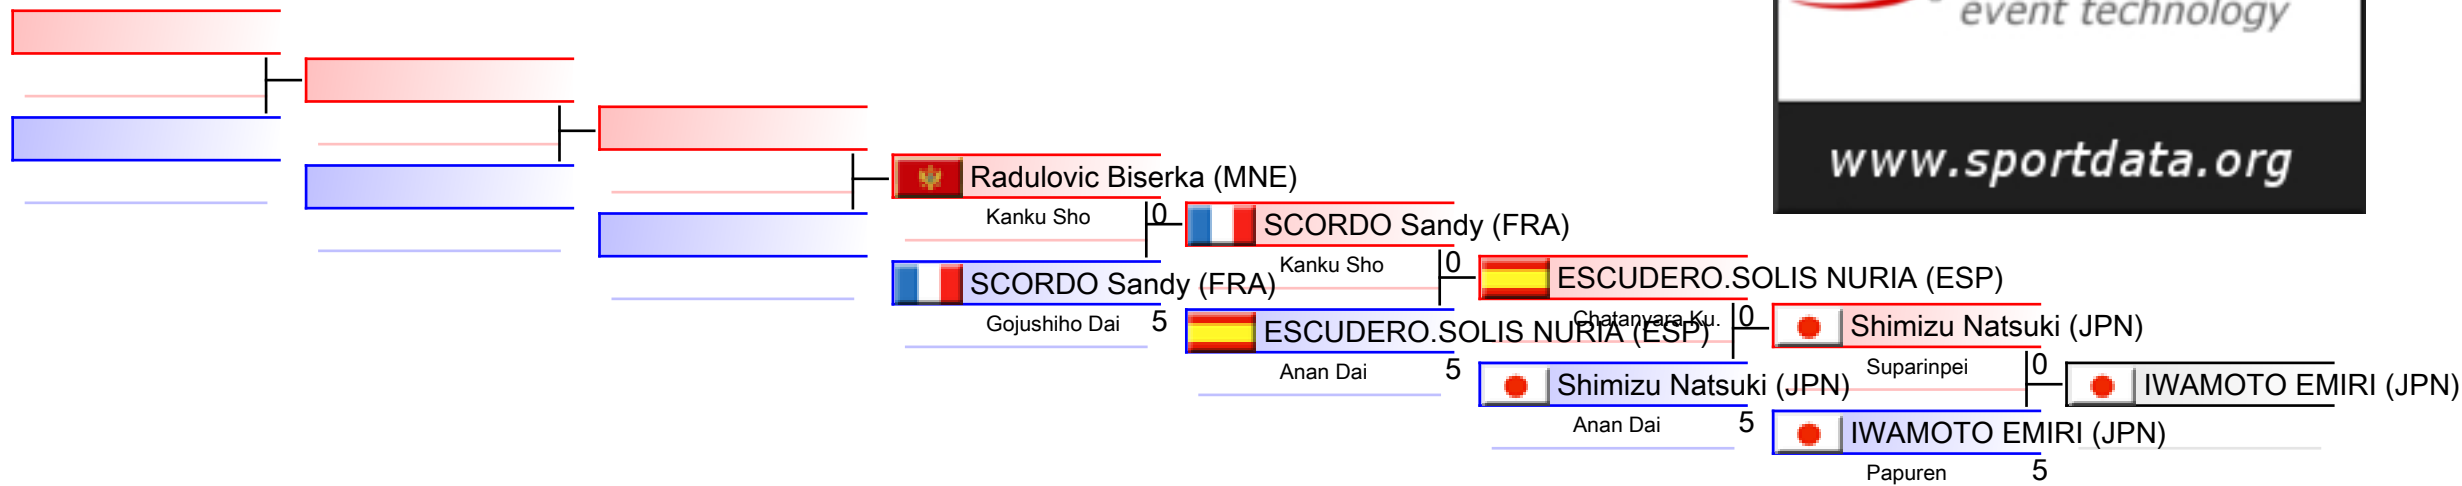 event technology
www.sportdata.org
Radulovic Biserka (MNE)
Kanku Sho
0
SCORDO Sandy (FRA)
Gojushiho Dai
5
SCORDO Sandy (FRA)
Kanku Sho
0
ESCUDERO.SOLIS NURIA (ESP)
Anan Dai
5
ESCUDERO.SOLIS NURIA (ESP)
Chatanyara Ku.
0
Shimizu Natsuki (JPN)
Anan Dai
5
Shimizu Natsuki (JPN)
Suparinpei
0
IWAMOTO EMIRI (JPN)
Papuren
5
IWAMOTO EMIRI (JPN)